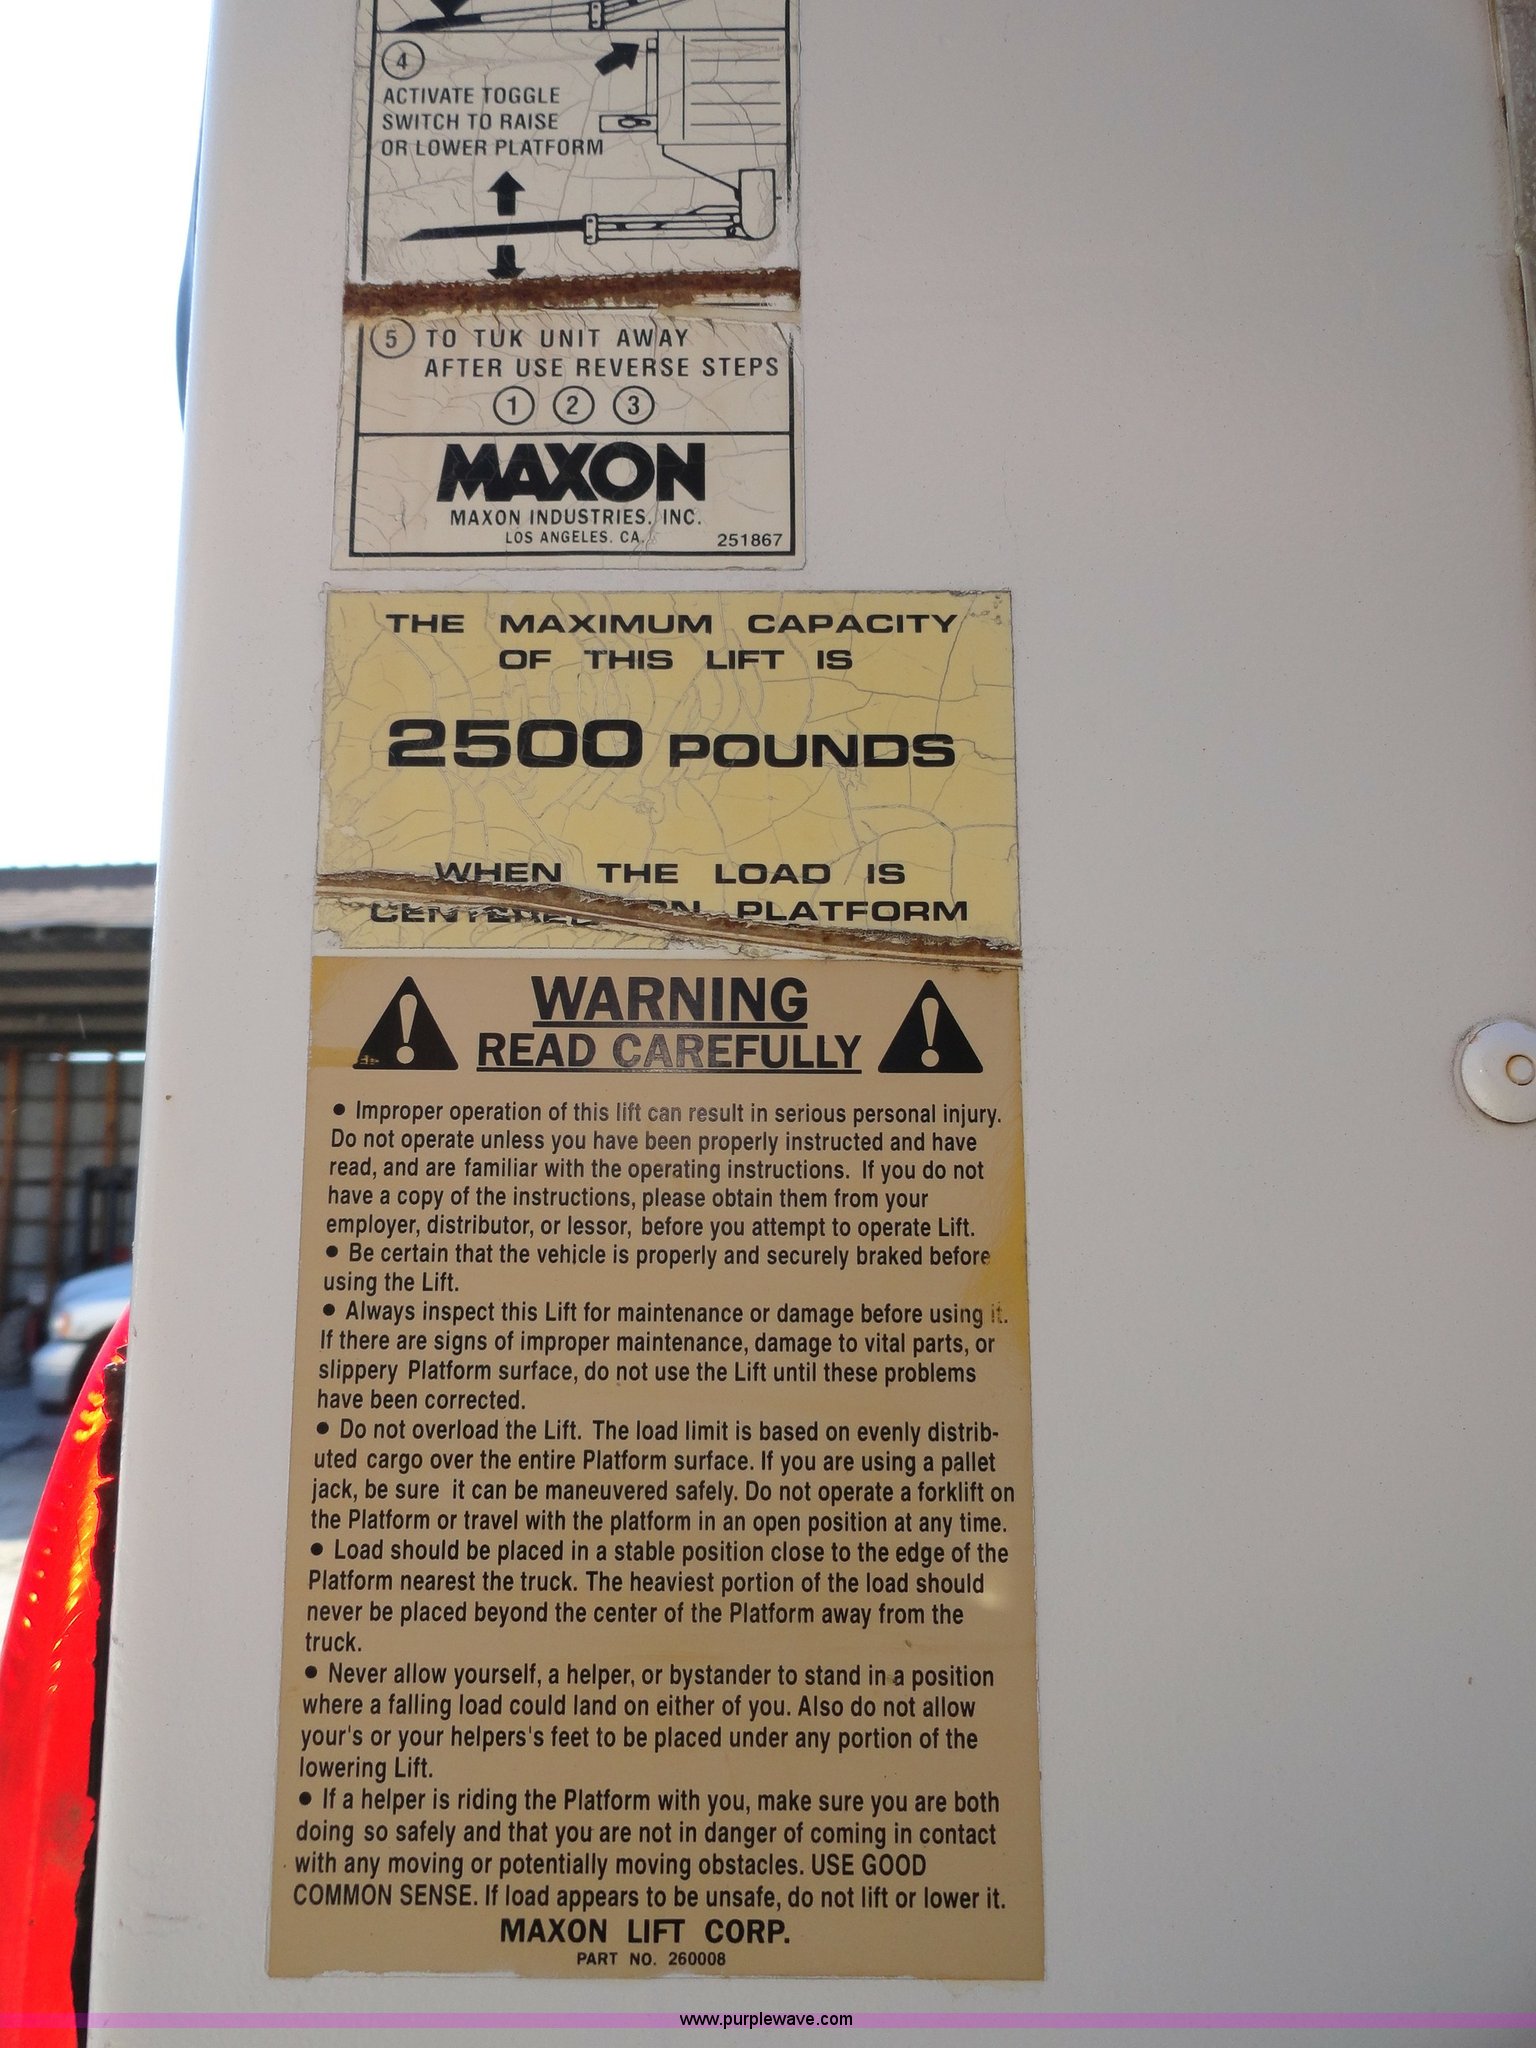 4
ACTIVATE TOGGLE
SWITCH TO RAISE
OR LOWER PLATFORM
5 TO TUK UNIT AWAY
AFTER USE REVERSE STEPS
1 2 3
MAXON
MAXON INDUSTRIES, INC.
LOS ANGELES. CA.
251867
THE MAXIMUM CAPACITY
OF THIS LIFT IS
2500 POUNDS
WHEN THE LOAD IS
CENTERED ON PLATFORM
WARNING
READ CAREFULLY
• Improper operation of this lift can result in serious personal injury.
Do not operate unless you have been properly instructed and have
read, and are familiar with the operating instructions. If you do not
have a copy of the instructions, please obtain them from your
employer, distributor, or lessor, before you attempt to operate Lift.
• Be certain that the vehicle is properly and securely braked before
using the Lift.
• Always inspect this Lift for maintenance or damage before using it.
If there are signs of improper maintenance, damage to vital parts, or
slippery Platform surface, do not use the Lift until these problems
have been corrected.
• Do not overload the Lift. The load limit is based on evenly distrib-
uted cargo over the entire Platform surface. If you are using a pallet
jack, be sure it can be maneuvered safely. Do not operate a forklift on
the Platform or travel with the platform in an open position at any time.
• Load should be placed in a stable position close to the edge of the
Platform nearest the truck. The heaviest portion of the load should
never be placed beyond the center of the Platform away from the
truck.
• Never allow yourself, a helper, or bystander to stand in a position
where a falling load could land on either of you. Also do not allow
your's or your helpers's feet to be placed under any portion of the
lowering Lift.
• If a helper is riding the Platform with you, make sure you are both
doing so safely and that you are not in danger of coming in contact
with any moving or potentially moving obstacles. USE GOOD
COMMON SENSE. If load appears to be unsafe, do not lift or lower it.
MAXON LIFT CORP.
PART NO. 260008
www.purplewave.com